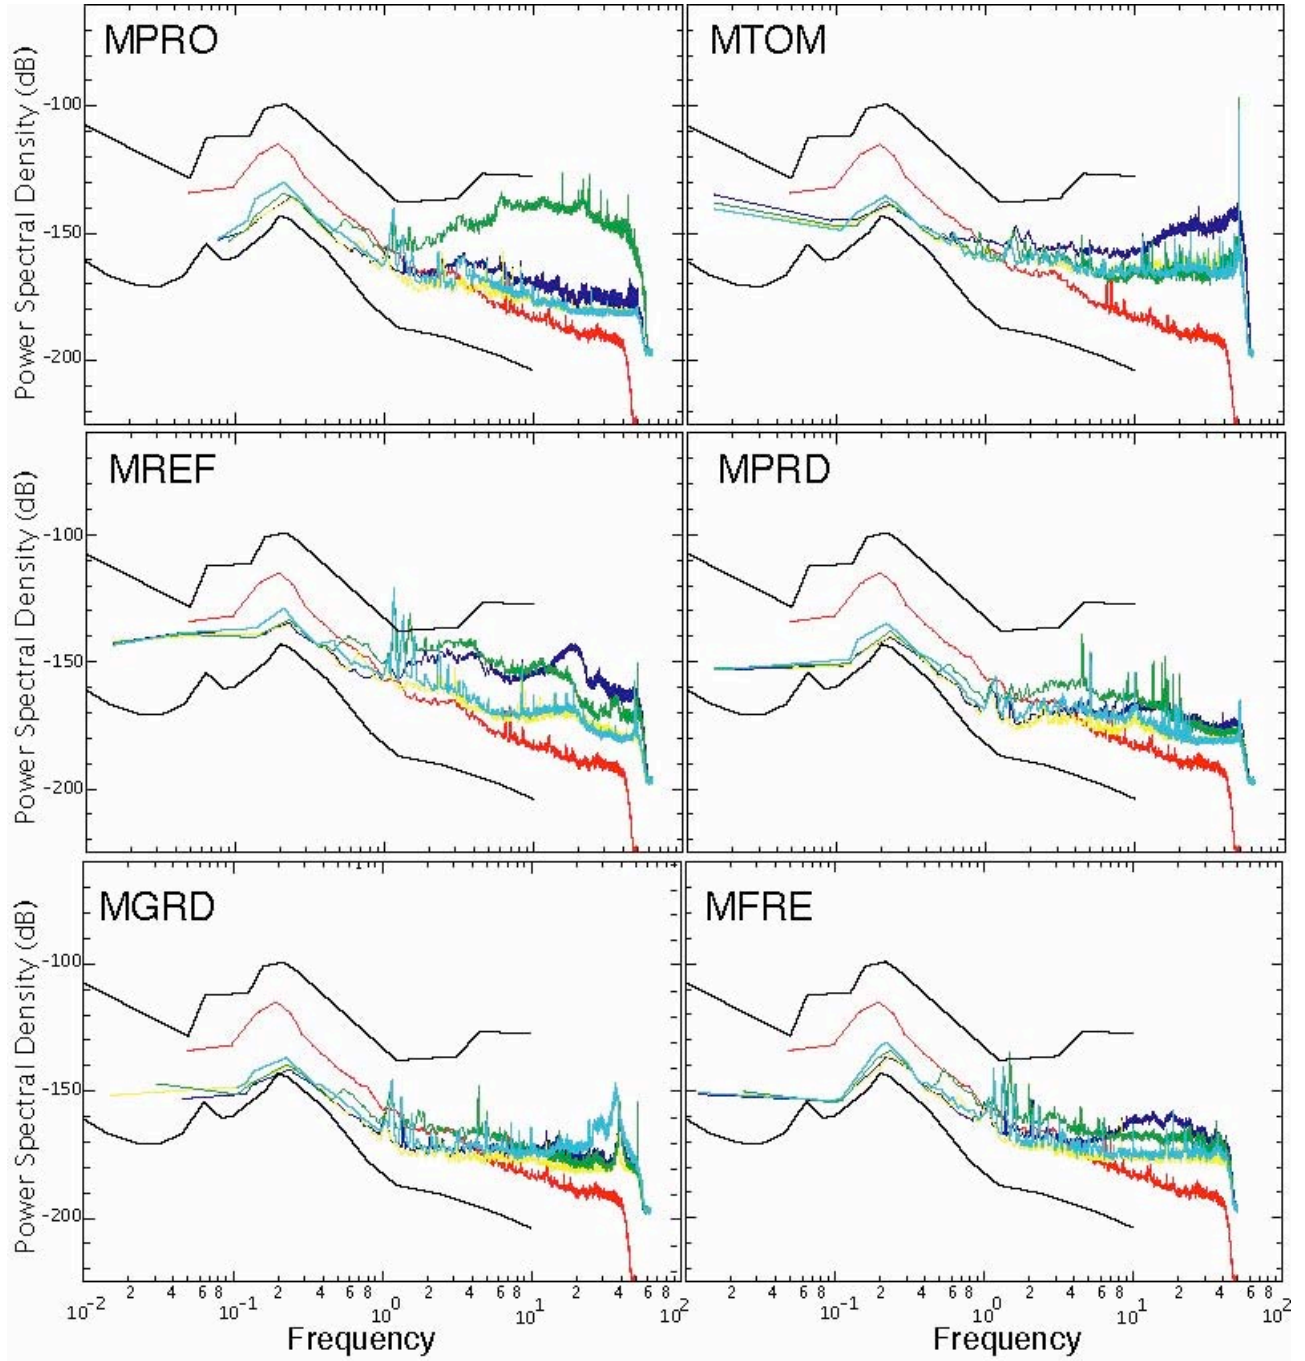 MPRO
MTOM
Power Spectral Density (dB)
-100
-150
-200
MREF
MPRD
Power Spectral Density (dB)
-100
-150
-200
MGRD
MFRE
Power Spectral Density (dB)
-100
-150
-200
2 4 6 8 2 4 6 8 2 4 6 8 2 4 6 8 2 4 6 8 2 4 6 8 2 4 6 8 2 4 6 8
10-2 10-1 100 101 102 10-1 100 101 102
Frequency Frequency